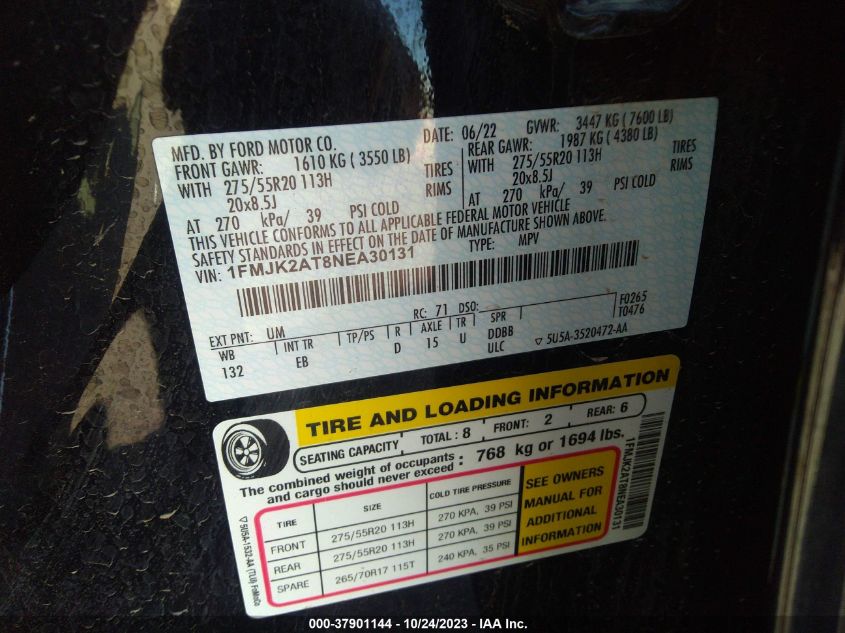 MFD. BY FORD MOTOR CO.
DATE: 06/22 GVWR: 3447 KG ( 7600 LB)
FRONT GAWR: 1610 KG ( 3550 LB)
REAR GAWR: 1987 KG ( 4380 LB)
WITH 275/55R20 113H TIRES
WITH 275/55R20 113H TIRES
20x8.5J RIMS
20x8.5J RIMS
AT 270 kPa/ 39 PSI COLD
AT 270 kPa/ 39 PSI COLD
THIS VEHICLE CONFORMS TO ALL APPLICABLE FEDERAL MOTOR VEHICLE
SAFETY STANDARDS IN EFFECT ON THE DATE OF MANUFACTURE SHOWN ABOVE.
VIN: 1FMJK2AT8NEA30131 TYPE: MPV
EXT PNT: UM RC: 71 DSO: F0265
T0476
WB INT TR TP/PS R AXLE TR SPR
132 EB D 15 U DDBB
ULC ▽ 5U5A-3520472-AA
TIRE AND LOADING INFORMATION
SEATING CAPACITY TOTAL : 8 FRONT: 2 REAR: 6
The combined weight of occupants : 768 kg or 1694 lbs.
and cargo should never exceed
TIRE SIZE COLD TIRE PRESSURE
FRONT 275/55R20 113H 270 KPA, 39 PSI
REAR 275/55R20 113H 270 KPA, 39 PSI
SPARE 265/70R17 115T 240 KPA, 35 PSI
SEE OWNERS
MANUAL FOR
ADDITIONAL
INFORMATION
1FMJK2AT8NEA30131
▽ 5U5A-1532-AA (TLU) FoMoCo
000-37901144 - 10/24/2023 - IAA Inc.